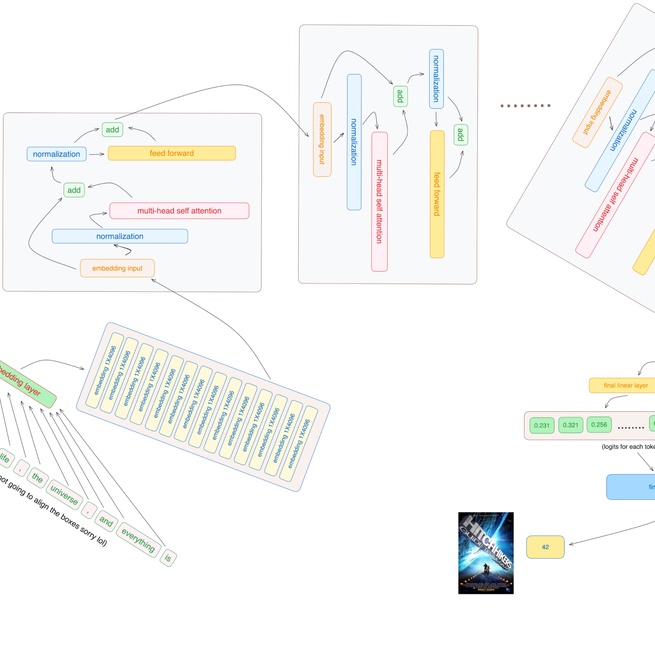 add
normalization
feed forward
add
multi-head self attention
normalization
embedding input
embedding input
normalization
multi-head self attention
add
normalization
feed forward
add
embedding input
normalization
multi-head self attention
embedding 1X4096
embedding 1X4096
embedding 1X4096
embedding 1X4096
embedding 1X4096
embedding 1X4096
embedding 1X4096
embedding 1X4096
embedding 1X4096
embedding 1X4096
embedding 1X4096
embedding 1X4096
embedding 1X4096
embedding 1X4096
layer
life
,
the
universe
,
and
everything
is
not going to align the boxes sorry lol)
final linear layer
0.231
0.321
0.256
........
(logits for each
42